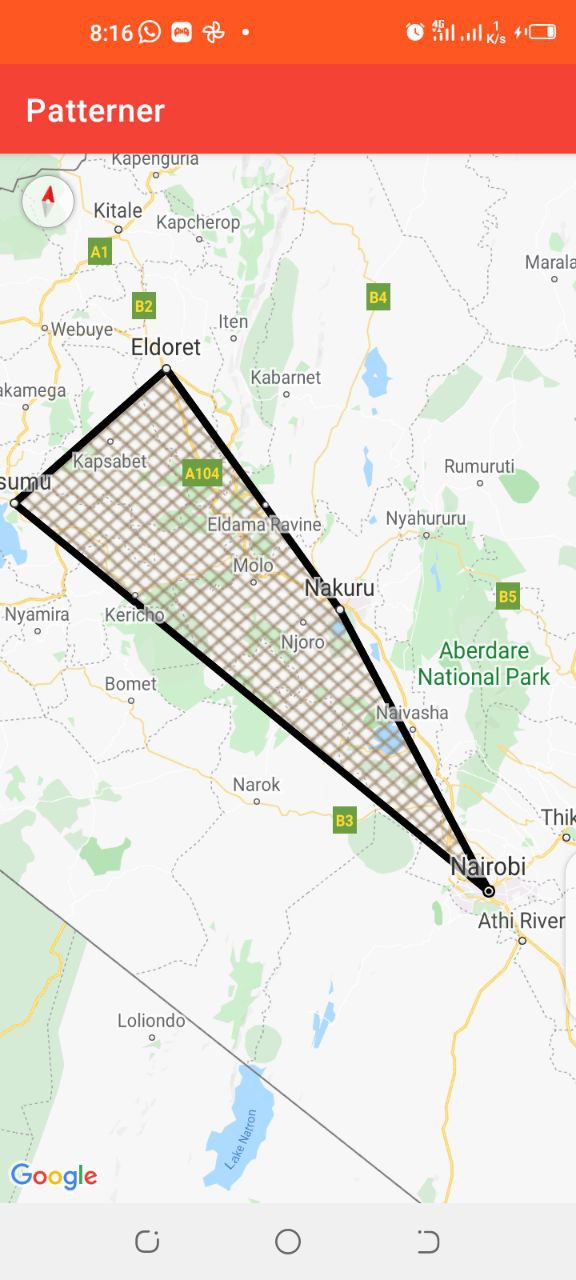 8:16
4G
1
K/s
Patterner
Kapenguria
Kitale
Kapcherop
A1
Marala
B4
B2
Iten
Webuye
Eldoret
Kabarnet
akamega
Kapsabet
A104
Rumuruti
sumu
Eldama Ravine
Nyahururu
Molo
Nakuru
B5
Nyamira
Kericho
Njoro
Aberdare
National Park
Bomet
Naivasha
Narok
B3
Thik
Nairobi
Athi River
Loliondo
Lake Natron
Google